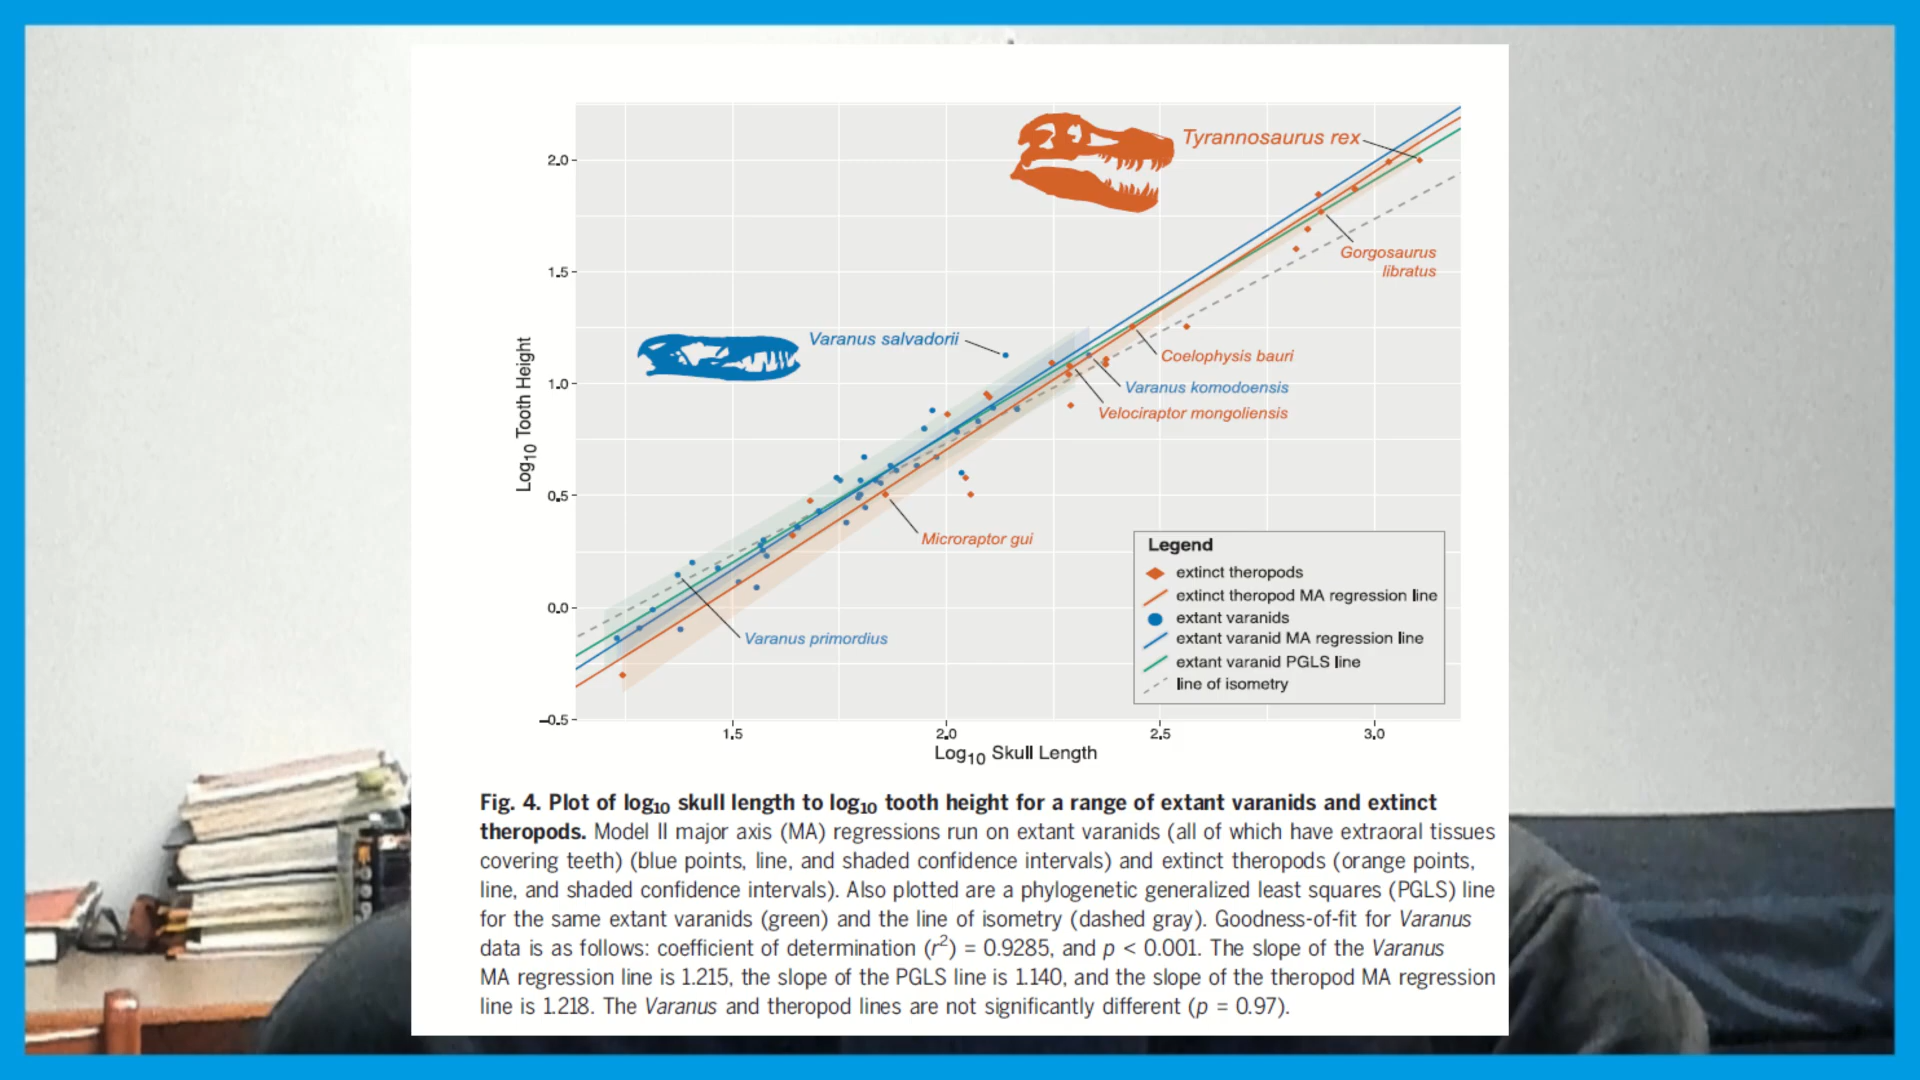 Tyrannosaurus rex
2.0
Gorgosaurus
libratus
1.5
Varanus salvadorii
Coelophysis bauri
1.0
Varanus komodoensis
Velociraptor mongoliensis
Log10 Tooth Height
0.5
Microraptor gui
Legend
extinct theropods
extinct theropod MA regression line
extant varanids
extant varanid MA regression line
extant varanid PGLS line
line of isometry
0.0
Varanus primordius
–0.5
1.5 2.0 2.5 3.0
Log10 Skull Length
Fig. 4. Plot of log10 skull length to log10 tooth height for a range of extant varanids and extinct
theropods. Model II major axis (MA) regressions run on extant varanids (all of which have extraoral tissues
covering teeth) (blue points, line, and shaded confidence intervals) and extinct theropods (orange points,
line, and shaded confidence intervals). Also plotted are a phylogenetic generalized least squares (PGLS) line
for the same extant varanids (green) and the line of isometry (dashed gray). Goodness-of-fit for Varanus
data is as follows: coefficient of determination (r²) = 0.9285, and p < 0.001. The slope of the Varanus
MA regression line is 1.215, the slope of the PGLS line is 1.140, and the slope of the theropod MA regression
line is 1.218. The Varanus and theropod lines are not significantly different (p = 0.97).